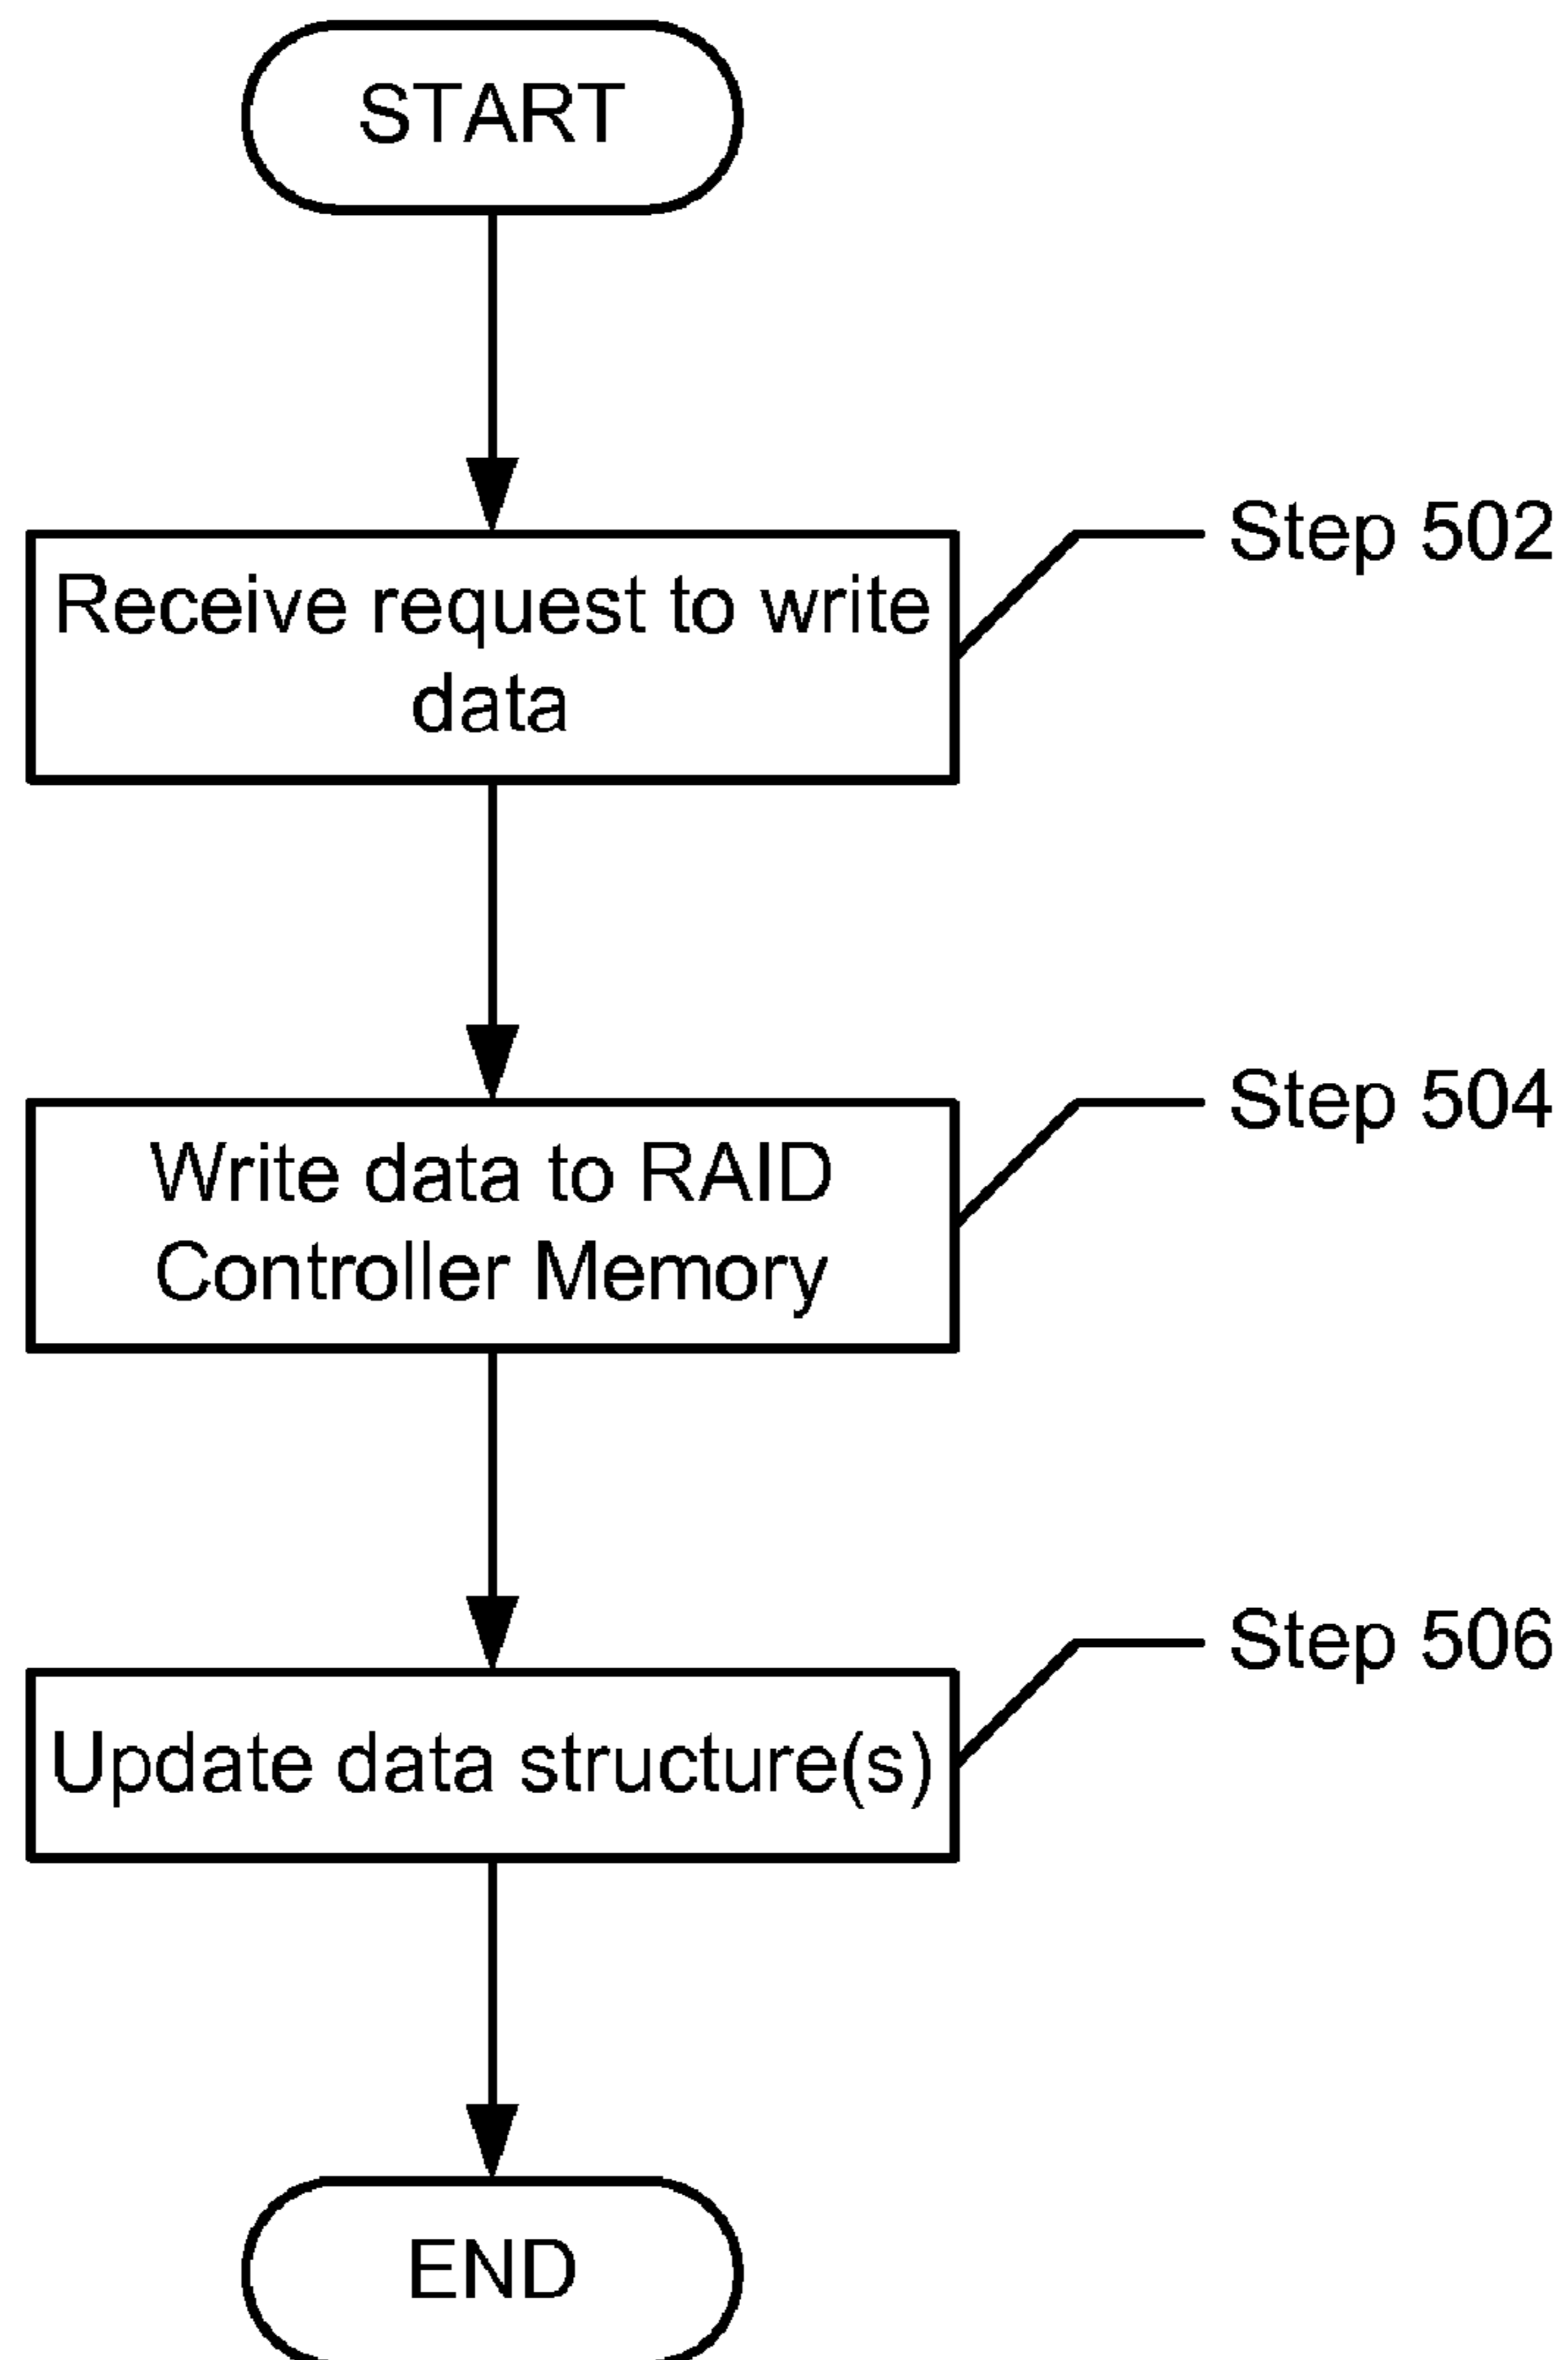 START
Step 502
Receive request to write
data
Step 504
Write data to RAID
Controller Memory
Step 506
Update data structure(s)
END